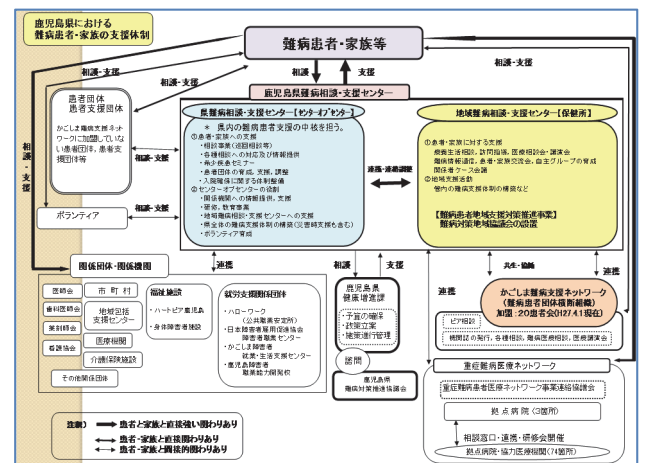 鹿児島県における
難病患者・家族の支援体制
難病患者・家族等
相談・支援
相談
支援
相談・支援
鹿児島県難病相談・支援センター
患者団体
患者支援団体
かごしま難病支援ネット
ワークに加盟していな
い患者団体、患者支
援団体等
相談・支援
ボランティア
相談・支援
相談・支援
県難病相談・支援センター【センターオブセンター】
＊ 県内の難病患者支援の中核を担う。
①患者・家族への支援
・相談事業（巡回相談等）
・各種相談への対応及び情報提供
・希少疾患セミナー
・患者団体の育成、支援、調整
・入院確保に関する体制整備
②センターオブセンターの役割
・関係機関への情報提供、支援
・研修、教育事業
・地域難病相談・支援センターへの支援
・県全体の難病支援体制の構築（災害時支援も含む）
・ボランティア育成
連携・連絡調整
地域難病相談・支援センター【保健所】
①患者・家族に対する支援
療養生活相談、訪問指導、医療相談・講演会
難病情報通信、患者・家族交流会、自主グループの育成
関係者ケース会議
②地域支援活動
管内の難病支援体制の構築など
【難病患者地域支援対策推進事業】
難病対策地域協議会の設置
関係団体・関係機関
連携
相談
支援
連携
共生・協働
連携
医師会
歯科医師会
薬剤師会
看護協会
その他関係団体
市町村
地域包括
支援センター
医療機関
介護保険施設
福祉施設
・ハートピア鹿児島
・身体障害者施設
就労支援関係団体
・ハローワーク
（公共職業安定所）
・日本障害者雇用促進協会
障害者職業センター
・かごしま障害者
就業・生活支援センター
・鹿児島障害者
職業能力開発校
鹿児島県
健康増進課
・予算の確保
・政策立案
・施策進行管理
諮問
鹿児島県
難病対策推進協議会
かごしま難病支援ネットワーク
（難病患者団体横断組織）
加盟：20患者会(H27.4.1現在)
ピア相談
機関誌の発行、各種相談、難病医療相談、医療講演会
重症難病医療ネットワーク
重症難病患者医療ネットワーク事業連絡協議会
拠点病院（3箇所）
相談窓口・連携・研修会開催
拠点病院・協力医療機関(74箇所)
注釈）
患者と家族と直接強い関わりあり
患者・家族と直接関わりあり
患者・家族と間接的関わりあり